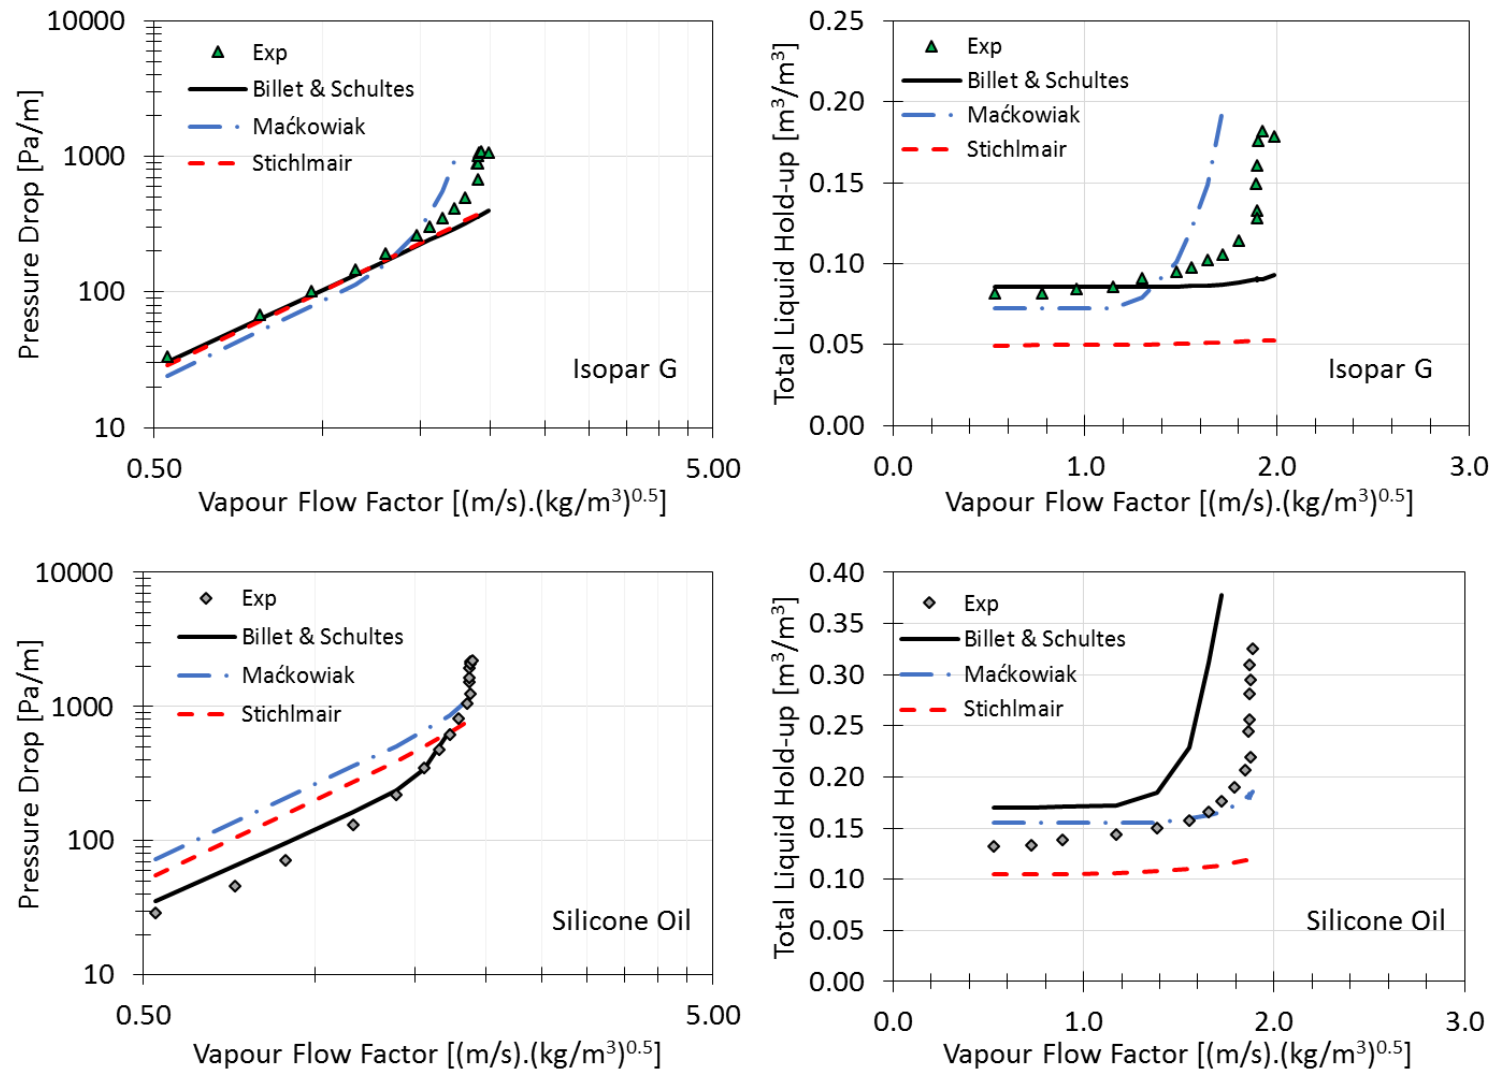 10000
1000
100
10
Pressure Drop [Pa/m]
Exp
Billet & Schultes
Maćkowiak
Stichlmair
Isopar G
0.50
5.00
Vapour Flow Factor [(m/s).(kg/m³)⁰·⁵]
0.25
0.20
0.15
0.10
0.05
0.00
Total Liquid Hold-up [m³/m³]
Exp
Billet & Schultes
Maćkowiak
Stichlmair
Isopar G
0.0
1.0
2.0
3.0
Vapour Flow Factor [(m/s).(kg/m³)⁰·⁵]
10000
1000
100
10
Pressure Drop [Pa/m]
Exp
Billet & Schultes
Maćkowiak
Stichlmair
Silicone Oil
0.50
5.00
Vapour Flow Factor [(m/s).(kg/m³)⁰·⁵]
0.40
0.35
0.30
0.25
0.20
0.15
0.10
0.05
0.00
Total Liquid Hold-up [m³/m³]
Exp
Billet & Schultes
Maćkowiak
Stichlmair
Silicone Oil
0.0
1.0
2.0
3.0
Vapour Flow Factor [(m/s).(kg/m³)⁰·⁵]